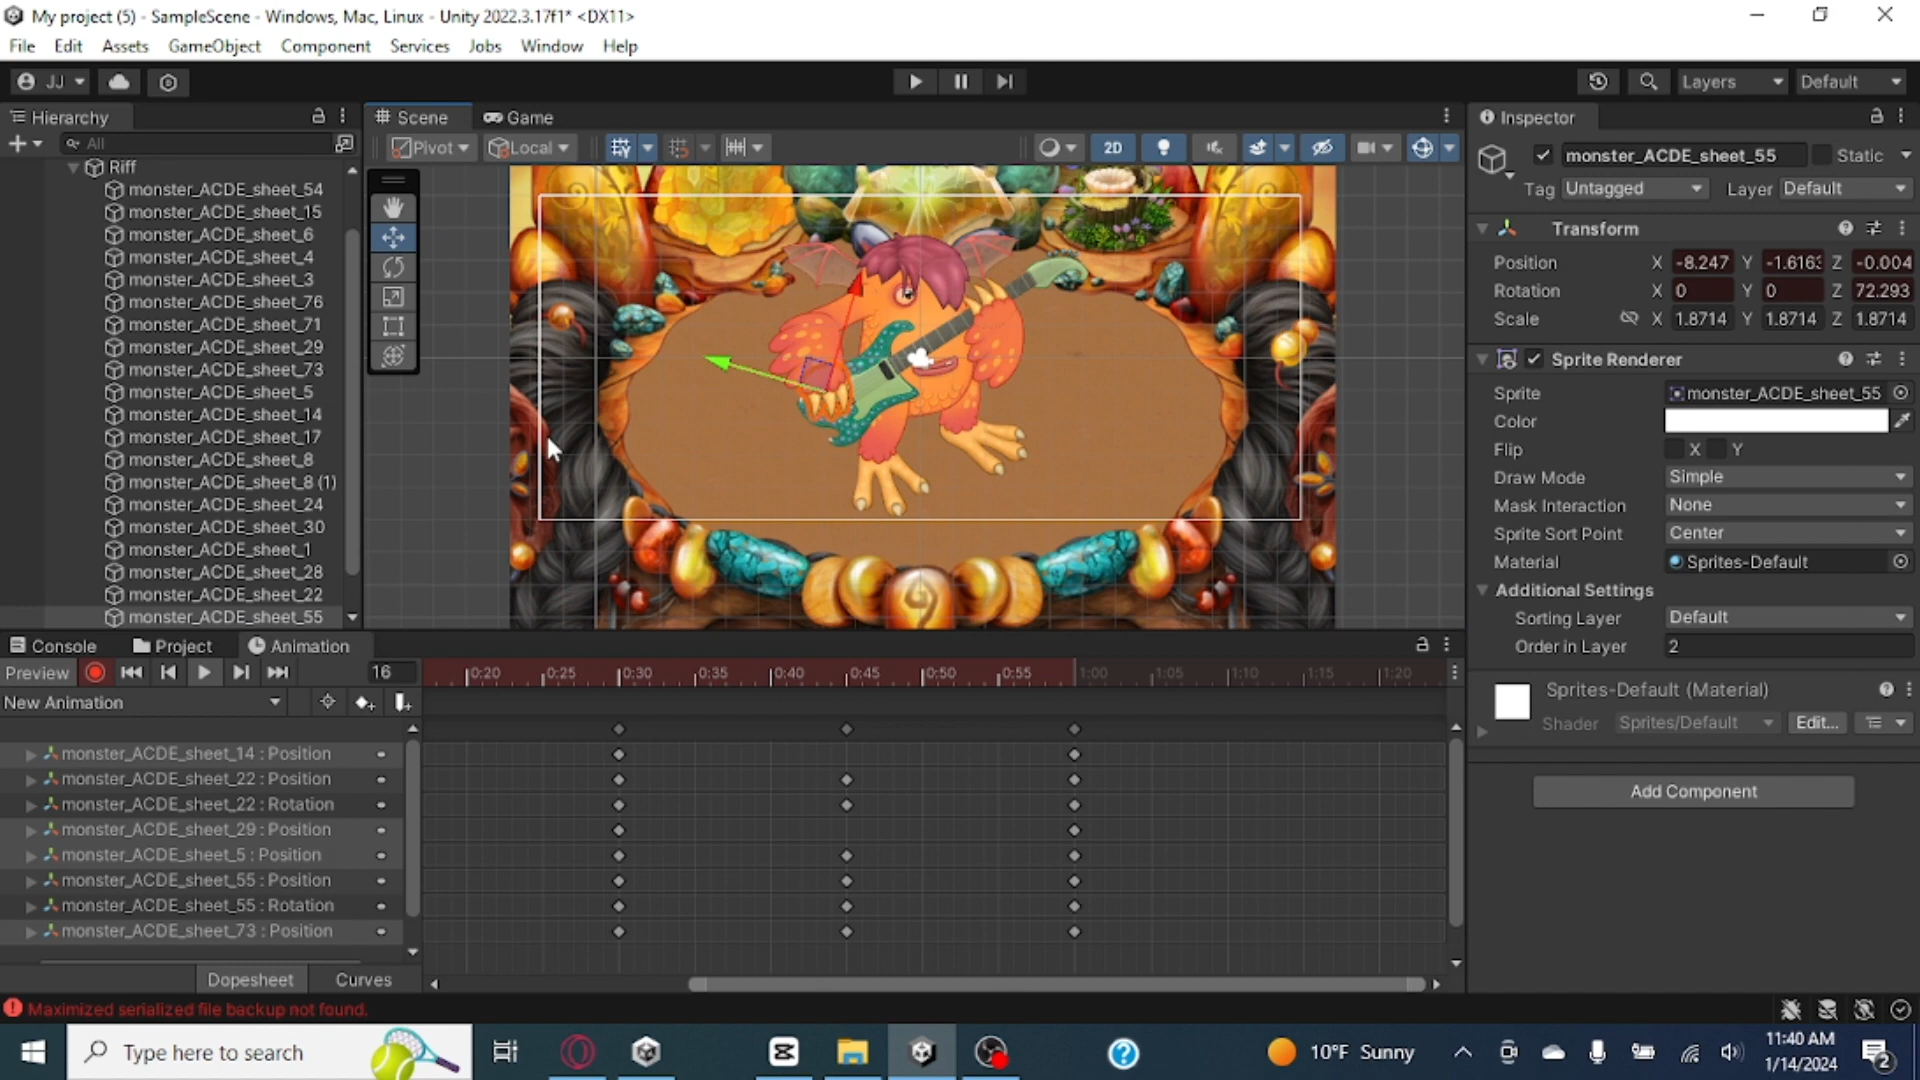 My project (5) - SampleScene - Windows, Mac, Linux - Unity 2022.3.17f1* <DX11>
File Edit Assets GameObject Component Services Jobs Window Help
JJ Layers Default
Hierarchy
All
Riff
monster_ACDE_sheet_54
monster_ACDE_sheet_15
monster_ACDE_sheet_6
monster_ACDE_sheet_4
monster_ACDE_sheet_3
monster_ACDE_sheet_76
monster_ACDE_sheet_71
monster_ACDE_sheet_29
monster_ACDE_sheet_73
monster_ACDE_sheet_5
monster_ACDE_sheet_14
monster_ACDE_sheet_17
monster_ACDE_sheet_8
monster_ACDE_sheet_8 (1)
monster_ACDE_sheet_24
monster_ACDE_sheet_30
monster_ACDE_sheet_1
monster_ACDE_sheet_28
monster_ACDE_sheet_22
monster_ACDE_sheet_55
Scene Game
Pivot Local 2D
Inspector
monster_ACDE_sheet_55 Static
Tag Untagged Layer Default
Transform
Position X -8.247 Y -1.6163 Z -0.004
Rotation X 0 Y 0 Z 72.293
Scale X 1.8714 Y 1.8714 Z 1.8714
Sprite Renderer
Sprite monster_ACDE_sheet_55
Color
Flip X Y
Draw Mode Simple
Mask Interaction None
Sprite Sort Point Center
Material Sprites-Default
Additional Settings
Sorting Layer Default
Order in Layer 2
Sprites-Default (Material)
Shader Sprites/Default Edit...
Add Component
Console Project Animation
Preview 16 0:20 0:25 0:30 0:35 0:40 0:45 0:50 0:55 1:00 1:05 1:10 1:15 1:20
New Animation
monster_ACDE_sheet_14 : Position
monster_ACDE_sheet_22 : Position
monster_ACDE_sheet_22 : Rotation
monster_ACDE_sheet_29 : Position
monster_ACDE_sheet_5 : Position
monster_ACDE_sheet_55 : Position
monster_ACDE_sheet_55 : Rotation
monster_ACDE_sheet_73 : Position
Dopesheet Curves
Maximized serialized file backup not found.
Type here to search
10°F Sunny
11:40 AM
1/14/2024
2